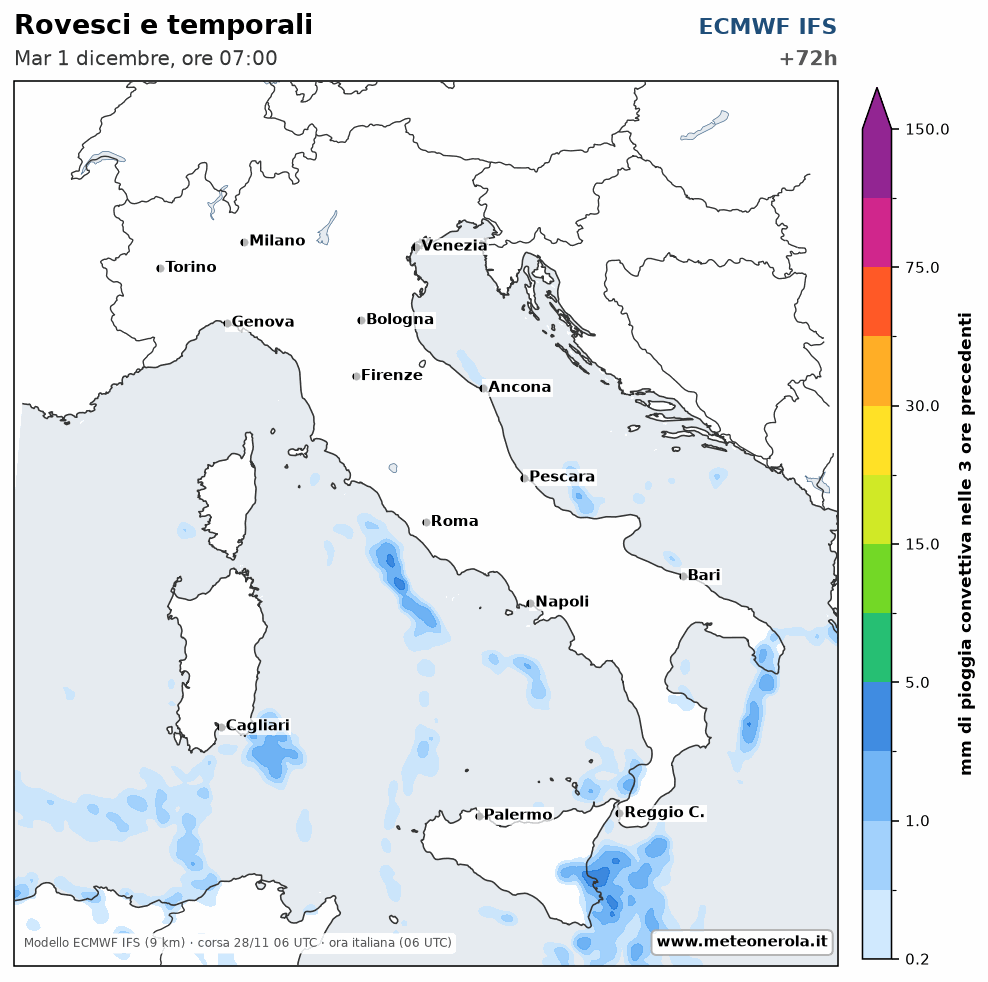 Rovesci e temporali
ECMWF IFS
Mar 1 dicembre, ore 07:00
+72h
150.0
75.0
30.0
15.0
5.0
1.0
0.2
mm di pioggia convettiva nelle 3 ore precedenti
Milano
Venezia
Torino
Genova
Bologna
Firenze
Ancona
Pescara
Roma
Bari
Napoli
Cagliari
Palermo
Reggio C.
Modello ECMWF IFS (9 km) · corsa 28/11 06 UTC · ora italiana (06 UTC)
www.meteonerola.it